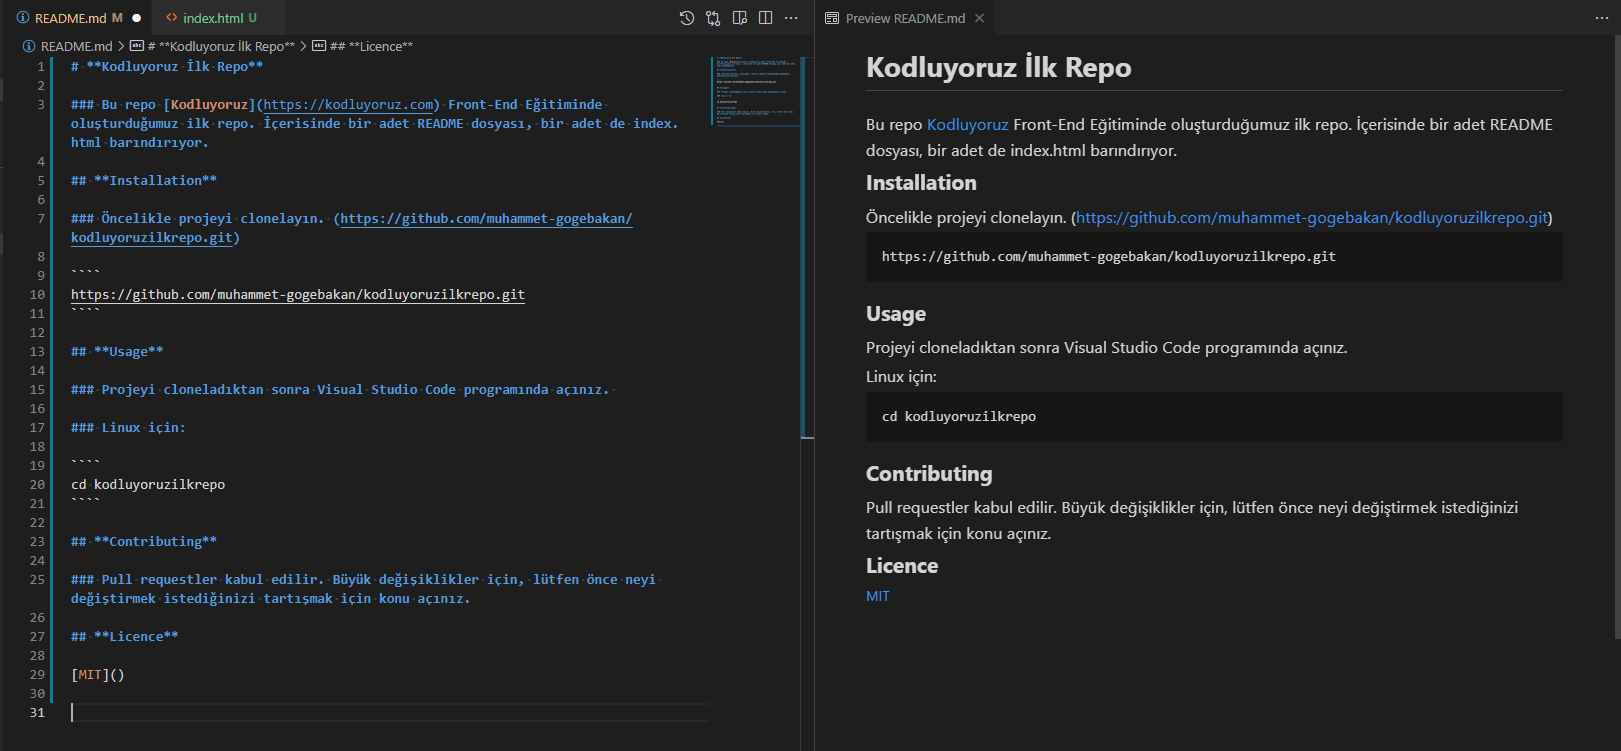 README.md M
index.html U
Preview README.md
README.md > # **Kodluyoruz İlk Repo** > ## **Licence**
1 # **Kodluyoruz İlk Repo**
2
3 ### Bu repo [Kodluyoruz](https://kodluyoruz.com) Front-End Eğitiminde
oluşturduğumuz ilk repo. İçerisinde bir adet README dosyası, bir adet de index.
html barındırıyor.
4
5 ## **Installation**
6
7 ### Öncelikle projeyi clonelayın. (https://github.com/muhammet-gogebakan/
kodluyoruzilkrepo.git)
8
9 ````
10 https://github.com/muhammet-gogebakan/kodluyoruzilkrepo.git
11 ````
12
13 ## **Usage**
14
15 ### Projeyi cloneladıktan sonra Visual Studio Code programında açınız.
16
17 ### Linux için:
18
19 ````
20 cd kodluyoruzilkrepo
21 ````
22
23 ## **Contributing**
24
25 ### Pull requestler kabul edilir. Büyük değişiklikler için, lütfen önce neyi
değiştirmek istediğinizi tartışmak için konu açınız.
26
27 ## **Licence**
28
29 [MIT]()
30
31
Kodluyoruz İlk Repo
Bu repo Kodluyoruz Front-End Eğitiminde oluşturduğumuz ilk repo. İçerisinde bir adet README
dosyası, bir adet de index.html barındırıyor.
Installation
Öncelikle projeyi clonelayın. (https://github.com/muhammet-gogebakan/kodluyoruzilkrepo.git)
https://github.com/muhammet-gogebakan/kodluyoruzilkrepo.git
Usage
Projeyi cloneladıktan sonra Visual Studio Code programında açınız.
Linux için:
cd kodluyoruzilkrepo
Contributing
Pull requestler kabul edilir. Büyük değişiklikler için, lütfen önce neyi değiştirmek istediğinizi
tartışmak için konu açınız.
Licence
MIT